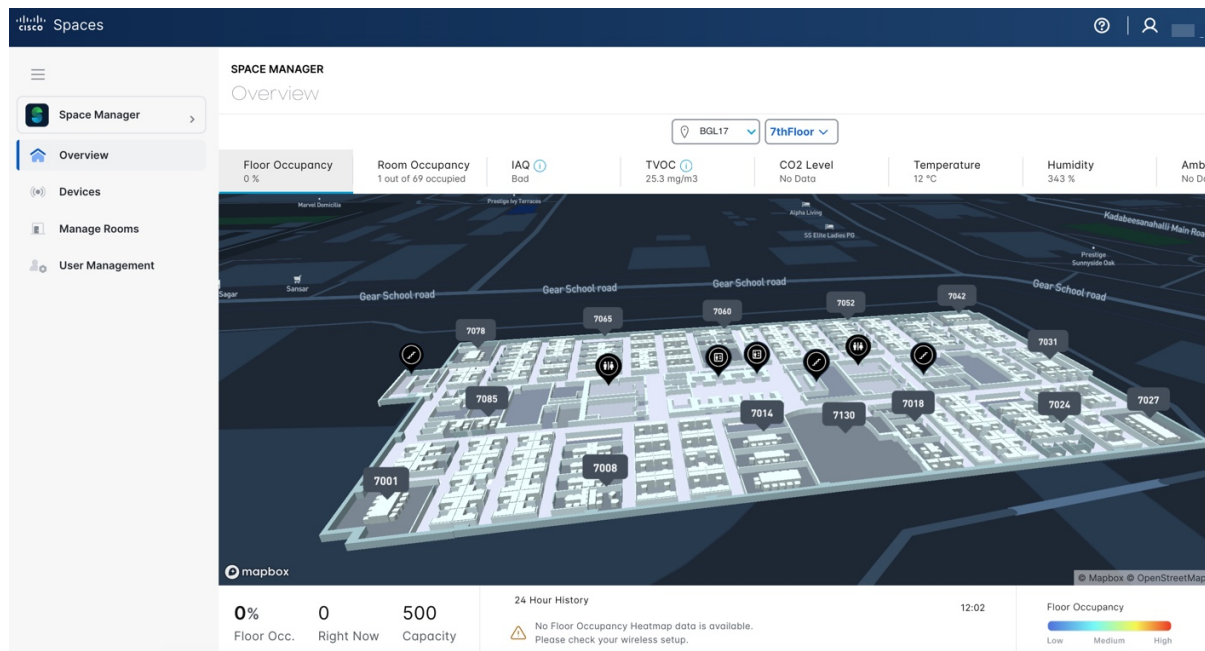 cisco Spaces
SPACE MANAGER
Overview
Space Manager
Overview
Devices
Manage Rooms
User Management
BGL17
7thFloor
Floor Occupancy
0 %
Room Occupancy
1 out of 69 occupied
IAQ
Bad
TVOC
25.3 mg/m3
CO2 Level
No Data
Temperature
12 °C
Humidity
343 %
Amb
No Da
Marvel Domicilia
Prestige Ivy Terraces
Alpha Living
SS Elite Ladies PG
Kadabeesanahalli Main Roa
Prestige
Sunnyside Oak
Sagar
Sansar
Gear School road
Gear School road
Gear School road
Gear School road
7078
7065
7060
7052
7042
7031
7085
7014
7130
7018
7024
7027
7001
7008
mapbox
© Mapbox © OpenStreetMap
0%
Floor Occ.
0
Right Now
500
Capacity
24 Hour History
12:02
No Floor Occupancy Heatmap data is available.
Please check your wireless setup.
Floor Occupancy
Low Medium High